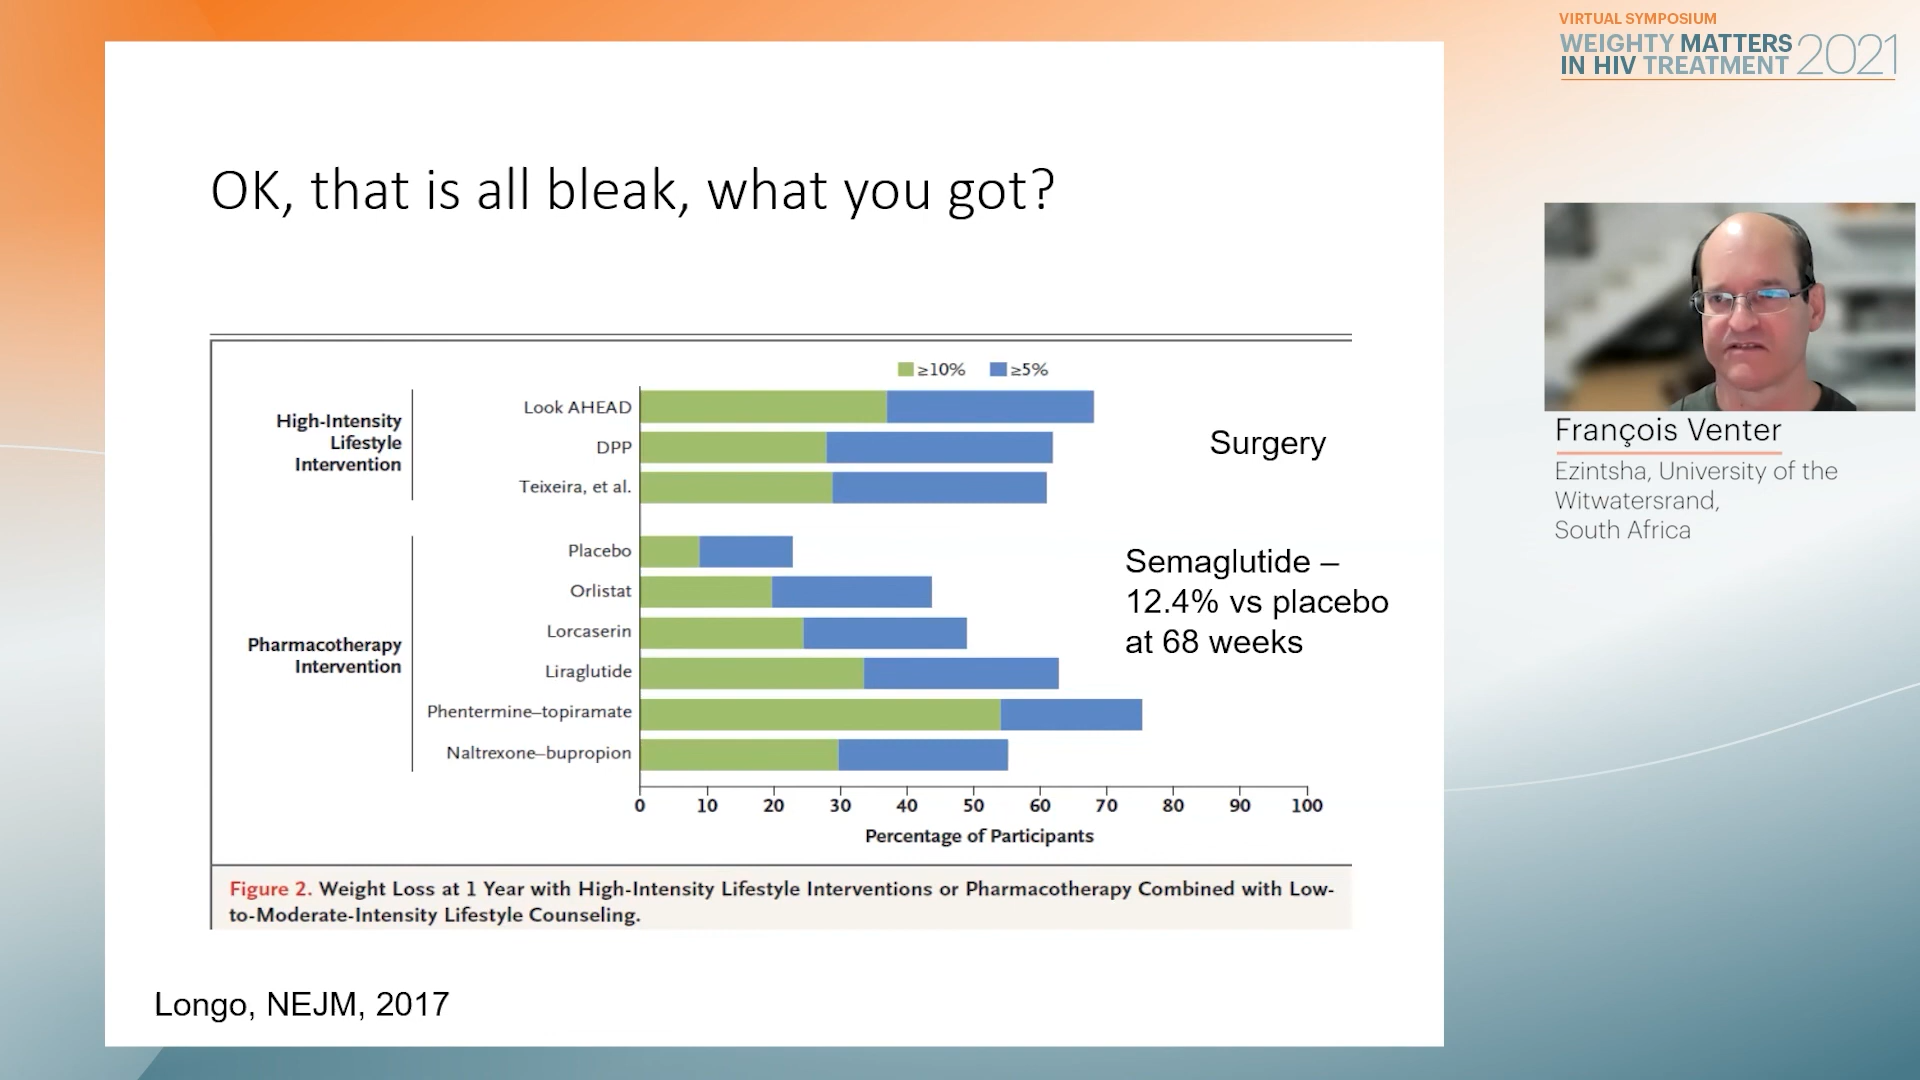 VIRTUAL SYMPOSIUM
WEIGHTY MATTERS
IN HIV TREATMENT 2021
OK, that is all bleak, what you got?
≥10% ≥5%
High-Intensity
Lifestyle
Intervention
Look AHEAD
DPP
Teixeira, et al.
Surgery
Pharmacotherapy
Intervention
Placebo
Orlistat
Lorcaserin
Liraglutide
Phentermine–topiramate
Naltrexone–bupropion
Semaglutide –
12.4% vs placebo
at 68 weeks
0 10 20 30 40 50 60 70 80 90 100
Percentage of Participants
Figure 2. Weight Loss at 1 Year with High-Intensity Lifestyle Interventions or Pharmacotherapy Combined with Low-
to-Moderate-Intensity Lifestyle Counseling.
Longo, NEJM, 2017
François Venter
Ezintsha, University of the
Witwatersrand,
South Africa